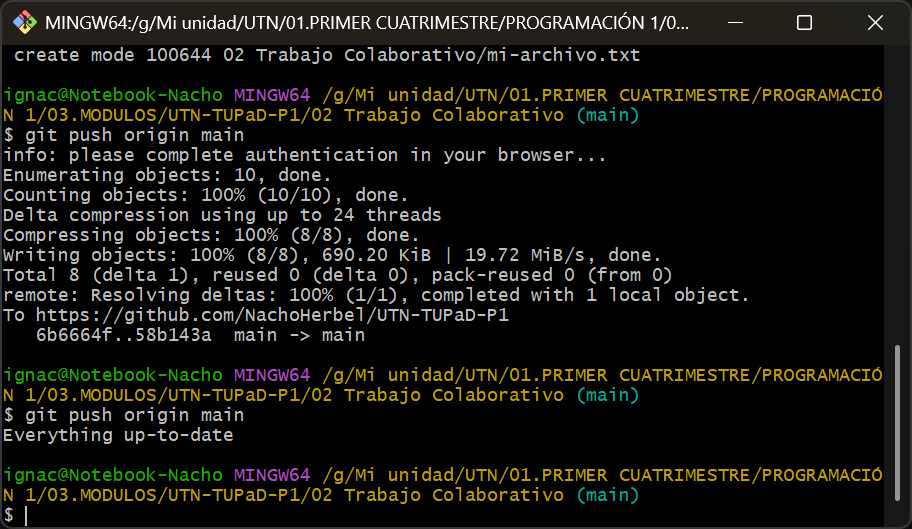 MINGW64:/g/Mi unidad/UTN/01.PRIMER CUATRIMESTRE/PROGRAMACIÓN 1/0...
 create mode 100644 02 Trabajo Colaborativo/mi-archivo.txt
ignac@Notebook-Nacho MINGW64 /g/Mi unidad/UTN/01.PRIMER CUATRIMESTRE/PROGRAMACIÓ
N 1/03.MODULOS/UTN-TUPaD-P1/02 Trabajo Colaborativo (main)
$ git push origin main
info: please complete authentication in your browser...
Enumerating objects: 10, done.
Counting objects: 100% (10/10), done.
Delta compression using up to 24 threads
Compressing objects: 100% (8/8), done.
Writing objects: 100% (8/8), 690.20 KiB | 19.72 MiB/s, done.
Total 8 (delta 1), reused 0 (delta 0), pack-reused 0 (from 0)
remote: Resolving deltas: 100% (1/1), completed with 1 local object.
To https://github.com/NachoHerbel/UTN-TUPaD-P1
   6b6664f..58b143a  main -> main
ignac@Notebook-Nacho MINGW64 /g/Mi unidad/UTN/01.PRIMER CUATRIMESTRE/PROGRAMACIÓ
N 1/03.MODULOS/UTN-TUPaD-P1/02 Trabajo Colaborativo (main)
$ git push origin main
Everything up-to-date
ignac@Notebook-Nacho MINGW64 /g/Mi unidad/UTN/01.PRIMER CUATRIMESTRE/PROGRAMACIÓ
N 1/03.MODULOS/UTN-TUPaD-P1/02 Trabajo Colaborativo (main)
$